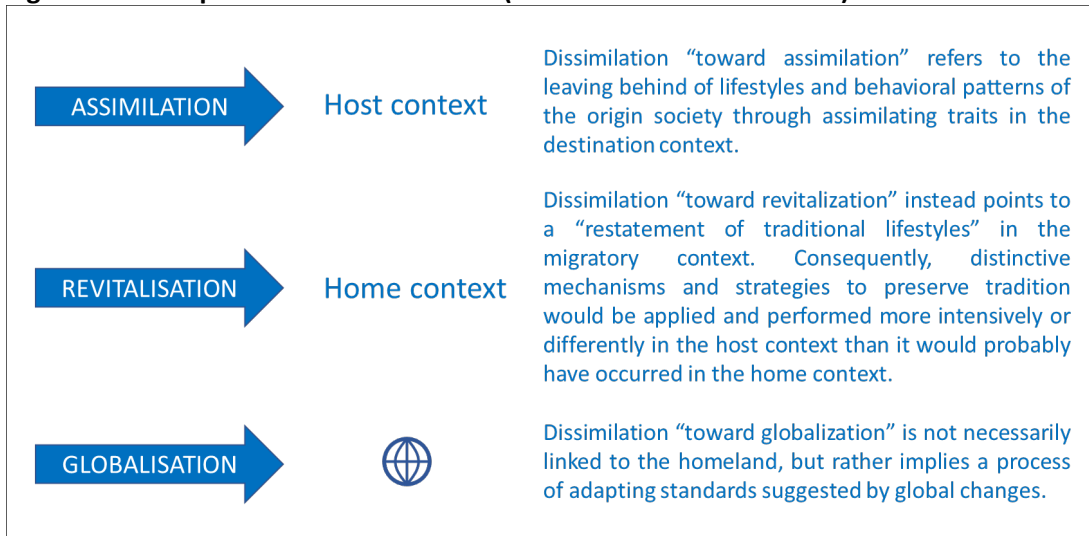 ASSIMILATION
Host context
Dissimilation “toward assimilation” refers to the
leaving behind of lifestyles and behavioral patterns of
the origin society through assimilating traits in the
destination context.
REVITALISATION
Home context
Dissimilation “toward revitalization” instead points to
a “restatement of traditional lifestyles” in the
migratory context. Consequently, distinctive
mechanisms and strategies to preserve tradition
would be applied and performed more intensively or
differently in the host context than it would probably
have occurred in the home context.
GLOBALISATION
Dissimilation “toward globalization” is not necessarily
linked to the homeland, but rather implies a process
of adapting standards suggested by global changes.